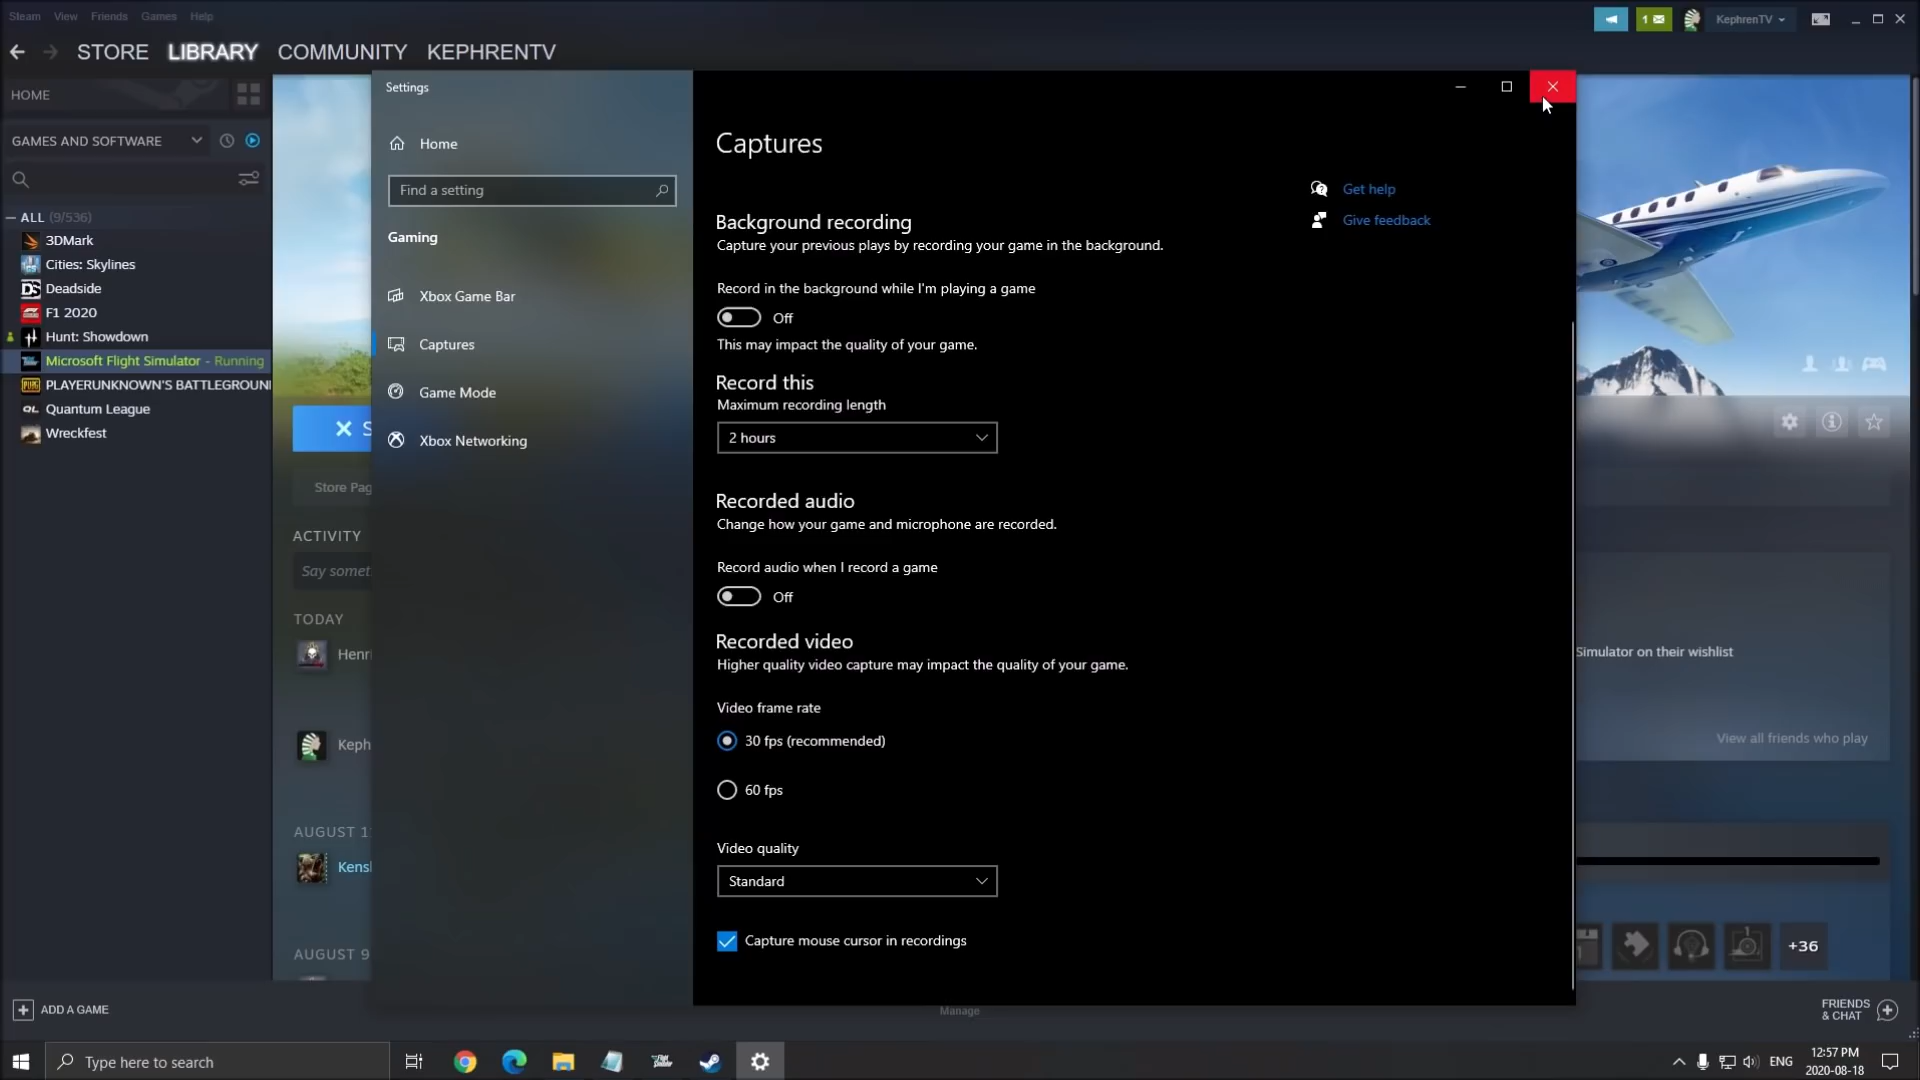 Steam View Friends Games Help
1
KephrenTV
STORE LIBRARY COMMUNITY KEPHRENTV
HOME
GAMES AND SOFTWARE
ALL (9/536)
3DMark
Cities: Skylines
DS Deadside
F1 2020
Hunt: Showdown
Microsoft Flight Simulator - Running
PUBG PLAYERUNKNOWN'S BATTLEGROUN
QL Quantum League
Wreckfest
ADD A GAME
S
Store Pag
ACTIVITY
Say somet
TODAY
Henri
Keph
AUGUST 1
Kensl
AUGUST 9
Settings
Home
Find a setting
Gaming
Xbox Game Bar
Captures
Game Mode
Xbox Networking
Captures
Background recording
Capture your previous plays by recording your game in the background.
Record in the background while I'm playing a game
Off
This may impact the quality of your game.
Record this
Maximum recording length
2 hours
Recorded audio
Change how your game and microphone are recorded.
Record audio when I record a game
Off
Recorded video
Higher quality video capture may impact the quality of your game.
Video frame rate
30 fps (recommended)
60 fps
Video quality
Standard
Capture mouse cursor in recordings
Get help
Give feedback
Simulator on their wishlist
View all friends who play
+36
Manage
FRIENDS
& CHAT
Type here to search
ENG
12:57 PM
2020-08-18